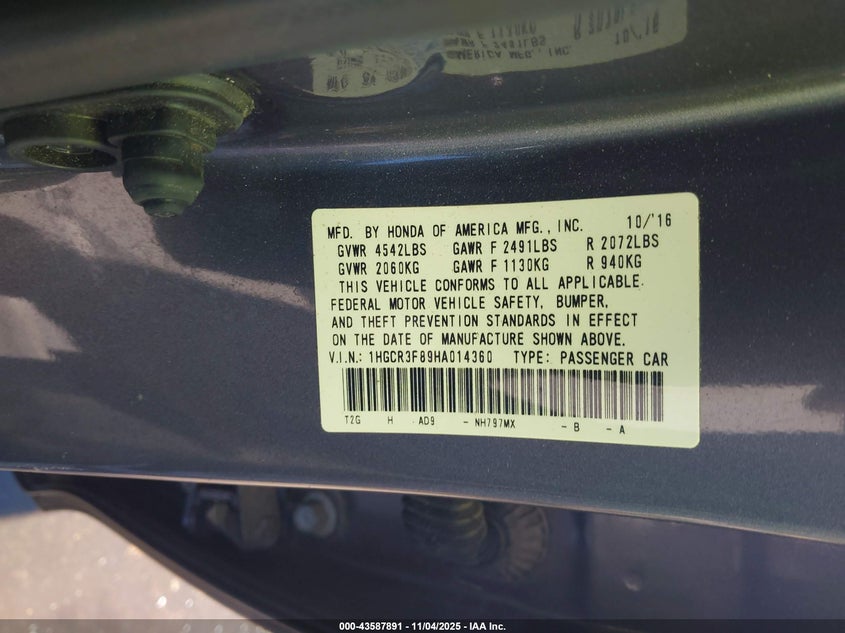 MFD. BY HONDA OF AMERICA MFG., INC. 10/'16
GVWR 4542LBS GAWR F 2491LBS R 2072LBS
GVWR 2060KG GAWR F 1130KG R 940KG
THIS VEHICLE CONFORMS TO ALL APPLICABLE.
FEDERAL MOTOR VEHICLE SAFETY, BUMPER,
AND THEFT PREVENTION STANDARDS IN EFFECT
ON THE DATE OF MANUFACTURE SHOWN ABOVE.
V.I.N.: 1HGCR3F89HA014360 TYPE: PASSENGER CAR
T2G H AD9 - NH797MX - B - A
000-43587891 - 11/04/2025 - IAA Inc.